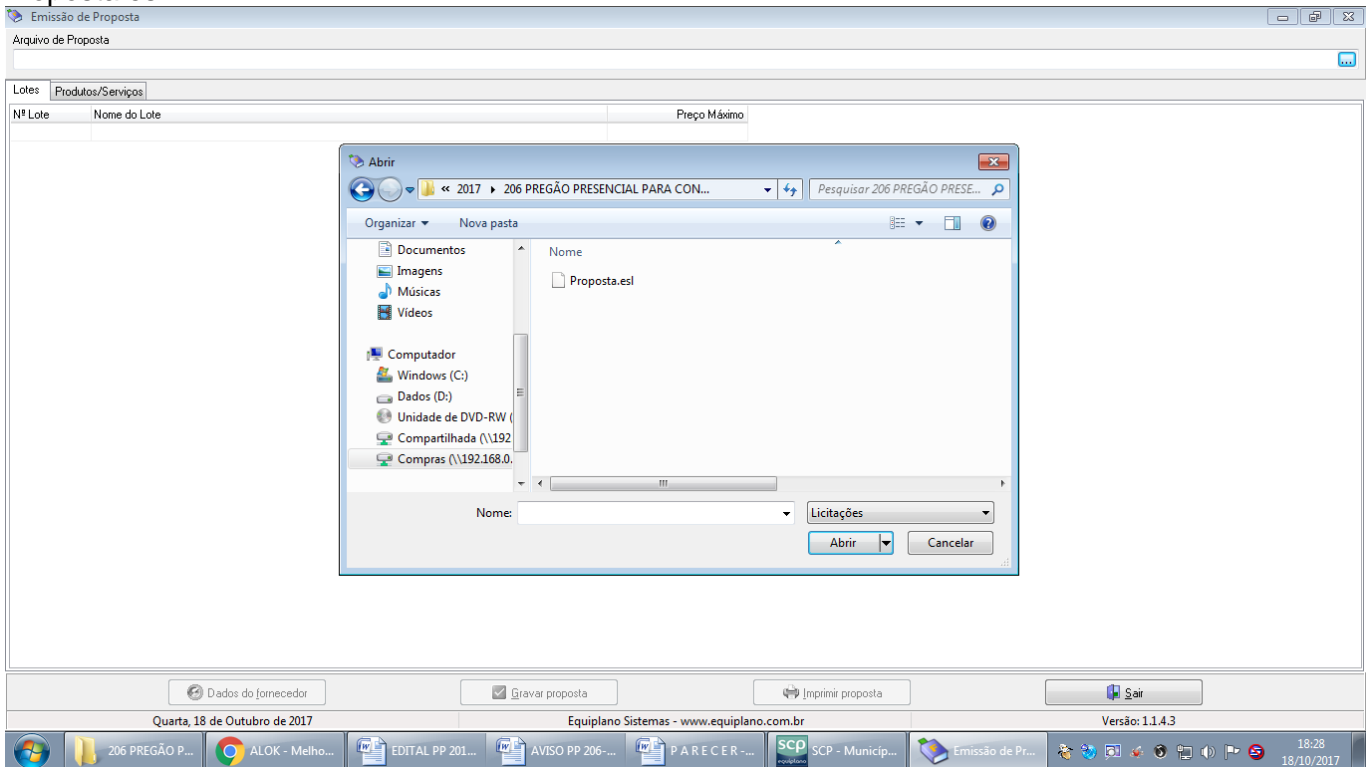 Emissão de Proposta
Arquivo de Proposta
...
Lotes Produtos/Serviços
Nº Lote Nome do Lote Preço Máximo
Abrir
« 2017 206 PREGÃO PRESENCIAL PARA CON... Pesquisar 206 PREGÃO PRESE...
Organizar Nova pasta
Documentos
Nome
Imagens
Proposta.esl
Músicas
Vídeos
Computador
Windows (C:)
Dados (D:)
Unidade de DVD-RW (
Compartilhada (\\192
Compras (\\192.168.0.
Nome: Licitações
Abrir Cancelar
Dados do fornecedor Gravar proposta Imprimir proposta Sair
Quarta, 18 de Outubro de 2017 Equiplano Sistemas - www.equiplano.com.br Versão: 1.1.4.3
206 PREGÃO P... ALOK - Melho... EDITAL PP 201... AVISO PP 206-... P A R E C E R -... SCP equiplano SCP - Municíp... Emissão de Pr... 18:28
18/10/2017